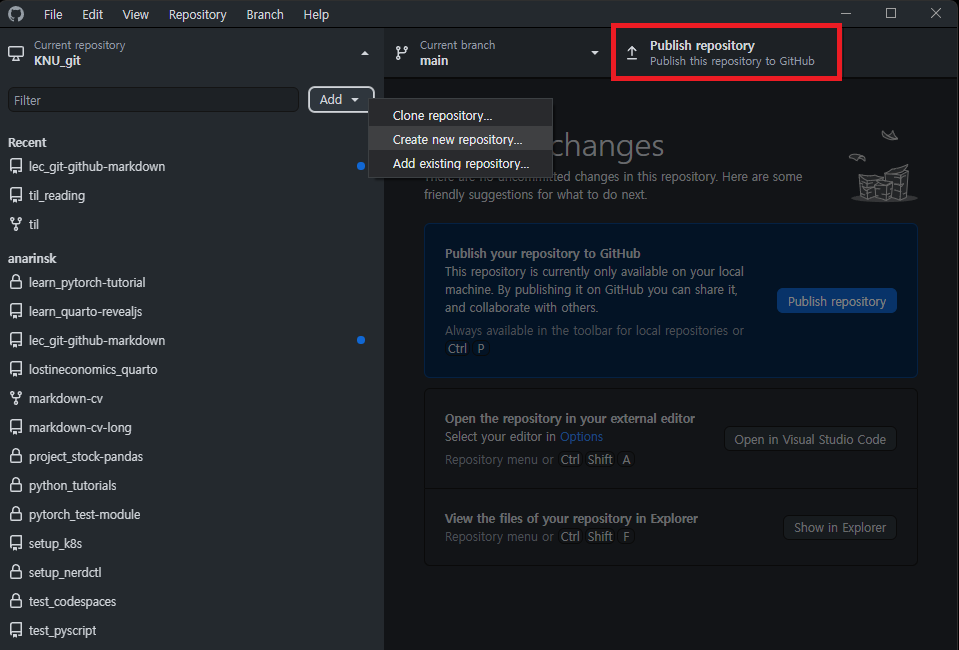 File Edit View Repository Branch Help
Current repository
KNU_git
Current branch
main
Publish repository
Publish this repository to GitHub
Filter
Add
Clone repository...
Create new repository...
Add existing repository...
Recent
lec_git-github-markdown
til_reading
til
anarinsk
learn_pytorch-tutorial
learn_quarto-revealjs
lec_git-github-markdown
lostineconomics_quarto
markdown-cv
markdown-cv-long
project_stock-pandas
python_tutorials
pytorch_test-module
setup_k8s
setup_nerdctl
test_codespaces
test_pyscript
changes
There are no uncommitted changes in this repository. Here are some
friendly suggestions for what to do next.
Publish your repository to GitHub
This repository is currently only available on your local
machine. By publishing it on GitHub you can share it,
and collaborate with others.
Always available in the toolbar for local repositories or
Ctrl P
Publish repository
Open the repository in your external editor
Select your editor in Options
Repository menu or Ctrl Shift A
Open in Visual Studio Code
View the files of your repository in Explorer
Repository menu or Ctrl Shift F
Show in Explorer